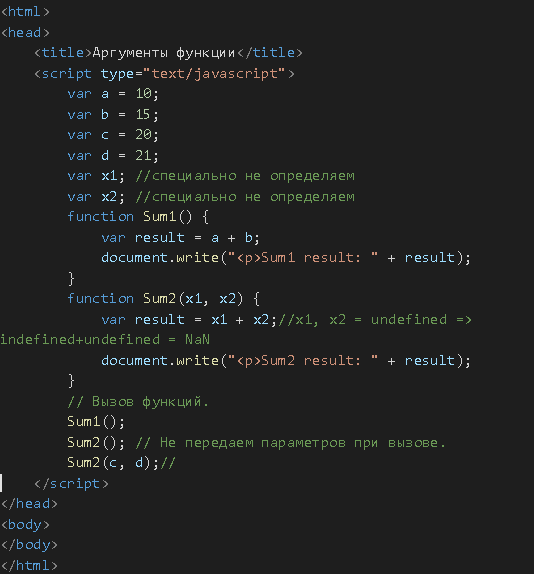 <html>
<head>
    <title>Аргументы функции</title>
    <script type="text/javascript">
        var a = 10;
        var b = 15;
        var c = 20;
        var d = 21;
        var x1; //специально не определяем
        var x2; //специально не определяем
        function Sum1() {
            var result = a + b;
            document.write("<p>Sum1 result: " + result);
        }
        function Sum2(x1, x2) {
            var result = x1 + x2;//x1, x2 = undefined =>
indefined+undefined = NaN
            document.write("<p>Sum2 result: " + result);
        }
        // Вызов функций.
        Sum1();
        Sum2(); // Не передаем параметров при вызове.
        Sum2(c, d);//
    </script>
</head>
<body>
</body>
</html>